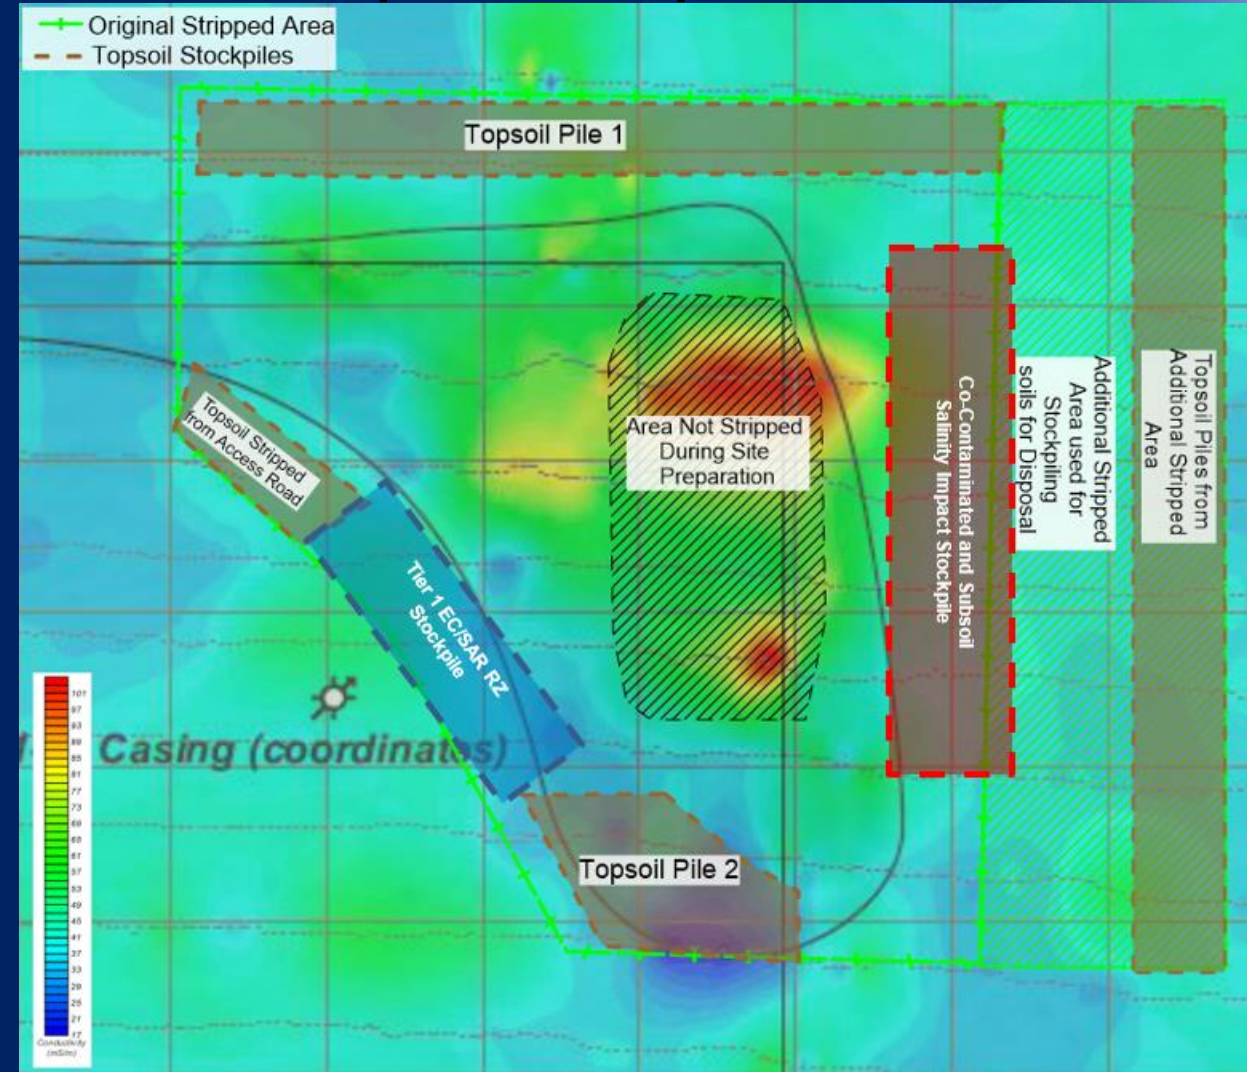 Original Stripped Area
Topsoil Stockpiles
Topsoil Pile 1
Topsoil Stripped
from Access Road
Area Not Stripped
During Site
Preparation
Co-Contaminated and Subsoil
Salinity Impact Stockpile
Additional Stripped
Area used for
Stockpiling
soils for Disposal
Topsoil Piles from
Additional Stripped
Area
Tier 1 EC/SAR RZ
Stockpile
Casing (coordinates)
Topsoil Pile 2
101
97
93
89
85
81
77
73
69
65
61
57
53
49
45
41
37
33
29
25
21
17
Conductivity
(mS/m)